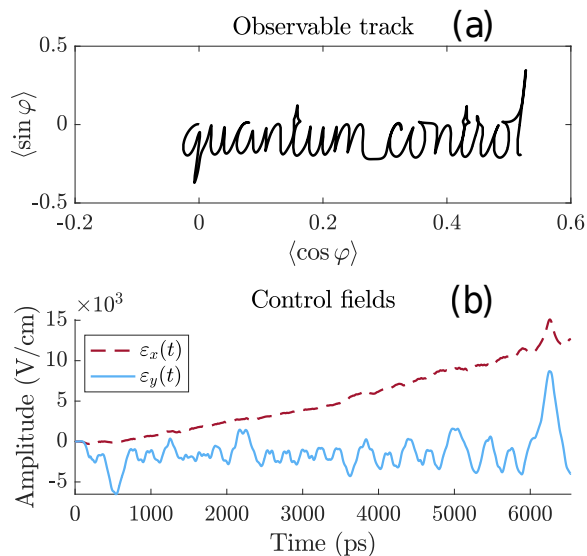 Observable track (a)
0.5
0
-0.5
⟨sin φ⟩
quantum control
-0.2 0 0.2 0.4 0.6
⟨cos φ⟩
Control fields (b)
×10³
15
10
5
0
-5
Amplitude (V/cm)
εx(t)
εy(t)
0 1000 2000 3000 4000 5000 6000
Time (ps)